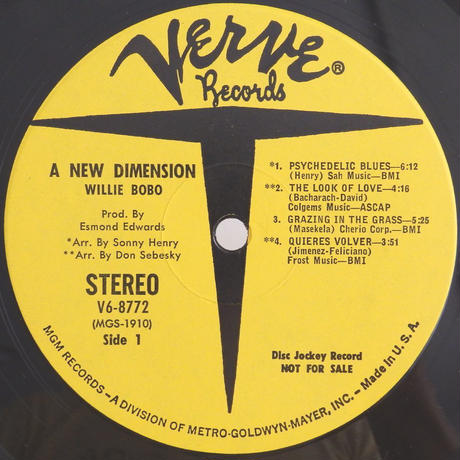 VERVE®
Records
A NEW DIMENSION
WILLIE BOBO
Prod. By
Esmond Edwards
*Arr. By Sonny Henry
**Arr. By Don Sebesky
STEREO
V6-8772
(MGS-1910)
Side 1
*1. PSYCHEDELIC BLUES—6:12
(Henry) Sah Music—BMI
**2. THE LOOK OF LOVE—4:16
(Bacharach-David)
Colgems Music—ASCAP
3. GRAZING IN THE GRASS—5:25
(Masekela) Cherio Corp.—BMI
**4. QUIERES VOLVER—3:51
(Jimenez-Feliciano)
Frost Music—BMI
Disc Jockey Record
NOT FOR SALE
MGM RECORDS—A DIVISION OF METRO-GOLDWYN-MAYER, INC.—Made in U.S.A.